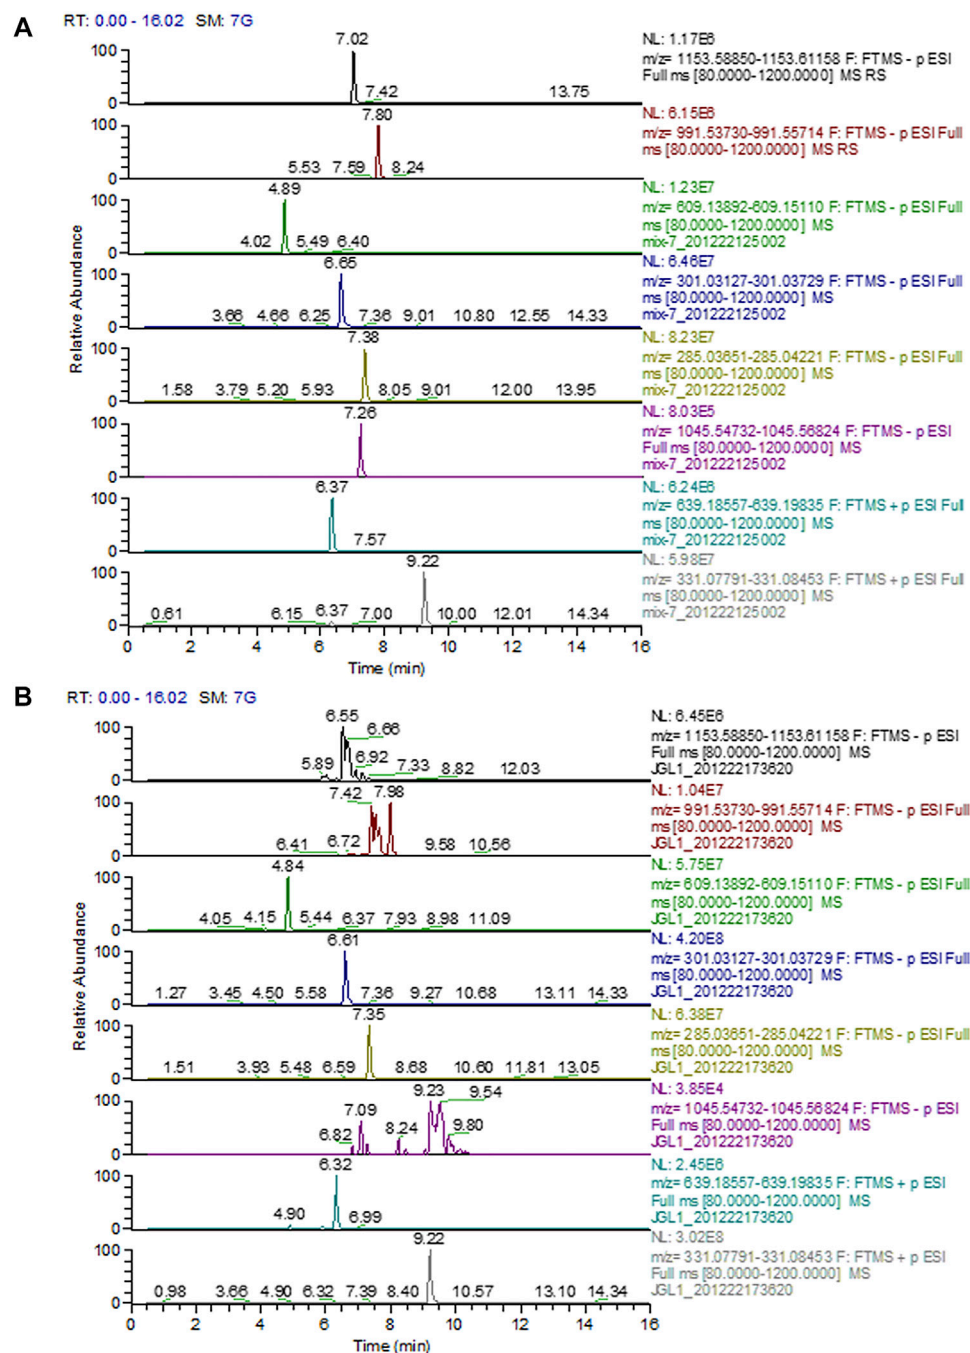 A
RT: 0.00 - 16.02 SM: 7G
Relative Abundance
100
0
7.02
7.42
13.75
NL: 1.17E6
m/z= 1153.58850-1153.61158 F: FTMS - p ESI
Full ms [80.0000-1200.0000] MS RS
100
0
7.80
5.53 7.59 8.24
NL: 6.15E6
m/z= 991.53730-991.55714 F: FTMS - p ESI Full
ms [80.0000-1200.0000] MS RS
100
0
4.89
4.02 5.49 6.40
NL: 1.23E7
m/z= 609.13892-609.15110 F: FTMS - p ESI Full
ms [80.0000-1200.0000] MS
mix-7_201222125002
100
0
6.65
3.66 4.66 6.25 7.36 9.01 10.80 12.55 14.33
NL: 6.46E7
m/z= 301.03127-301.03729 F: FTMS - p ESI Full
ms [80.0000-1200.0000] MS
mix-7_201222125002
100
0
7.38
1.58 3.79 5.20 5.93 8.05 9.01 12.00 13.95
NL: 8.23E7
m/z= 285.03651-285.04221 F: FTMS - p ESI Full
ms [80.0000-1200.0000] MS
mix-7_201222125002
100
0
7.26
NL: 8.03E5
m/z= 1045.54732-1045.56824 F: FTMS - p ESI
Full ms [80.0000-1200.0000] MS
mix-7_201222125002
100
0
6.37
7.57
NL: 6.24E6
m/z= 639.18557-639.19835 F: FTMS + p ESI Full
ms [80.0000-1200.0000] MS
mix-7_201222125002
100
0
9.22
0.61 6.15 6.37 7.00 10.00 12.01 14.34
NL: 5.98E7
m/z= 331.07791-331.08453 F: FTMS + p ESI Full
ms [80.0000-1200.0000] MS
mix-7_201222125002
0 2 4 6 8 10 12 14 16
Time (min)
B
RT: 0.00 - 16.02 SM: 7G
Relative Abundance
100
0
6.55
6.66
5.89 6.92 7.33 8.82 12.03
NL: 6.45E6
m/z= 1153.58850-1153.61158 F: FTMS - p ESI
Full ms [80.0000-1200.0000] MS
JGL1_201222173620
100
0
7.42 7.98
6.41 6.72 9.58 10.56
NL: 1.04E7
m/z= 991.53730-991.55714 F: FTMS - p ESI Full
ms [80.0000-1200.0000] MS
JGL1_201222173620
100
0
4.84
4.05 4.15 5.44 6.37 7.93 8.98 11.09
NL: 5.75E7
m/z= 609.13892-609.15110 F: FTMS - p ESI Full
ms [80.0000-1200.0000] MS
JGL1_201222173620
100
0
6.61
1.27 3.45 4.50 5.58 7.36 9.27 10.68 13.11 14.33
NL: 4.20E8
m/z= 301.03127-301.03729 F: FTMS - p ESI Full
ms [80.0000-1200.0000] MS
JGL1_201222173620
100
0
7.35
1.51 3.93 5.48 6.59 8.68 10.60 11.81 13.05
NL: 6.38E7
m/z= 285.03651-285.04221 F: FTMS - p ESI Full
ms [80.0000-1200.0000] MS
JGL1_201222173620
100
0
9.23 9.54
7.09
6.82 8.24 9.80
NL: 3.85E4
m/z= 1045.54732-1045.56824 F: FTMS - p ESI
Full ms [80.0000-1200.0000] MS
JGL1_201222173620
100
0
6.32
4.90 6.99
NL: 2.45E6
m/z= 639.18557-639.19835 F: FTMS + p ESI
Full ms [80.0000-1200.0000] MS
JGL1_201222173620
100
0
9.22
0.98 3.66 4.90 6.32 7.39 8.40 10.57 13.10 14.34
NL: 3.02E8
m/z= 331.07791-331.08453 F: FTMS + p ESI
Full ms [80.0000-1200.0000] MS
JGL1_201222173620
0 2 4 6 8 10 12 14 16
Time (min)